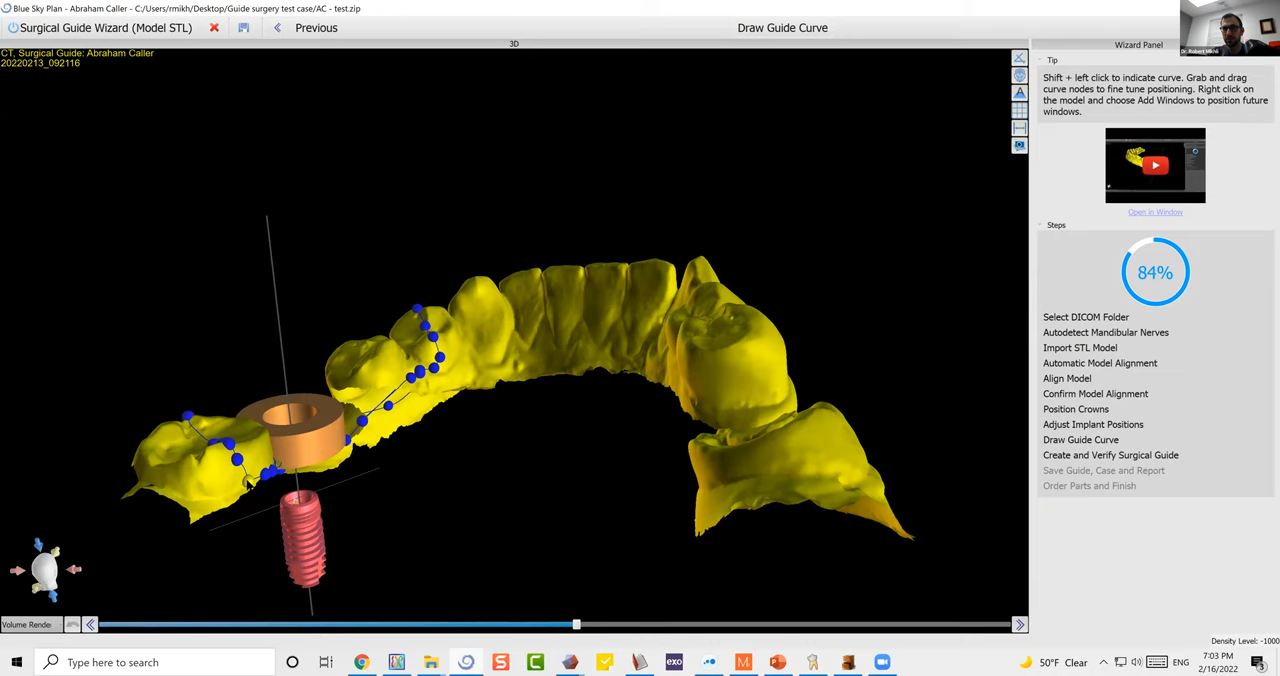 Blue Sky Plan - Abraham Caller - C:/Users/rmikh/Desktop/Guide surgery test case/AC - test.zip
Surgical Guide Wizard (Model STL)
Previous
Draw Guide Curve
3D
CT, Surgical Guide: Abraham Caller
20220213_092116
Dr. Robert Mikhli
Wizard Panel
Tip
Shift + left click to indicate curve. Grab and drag
curve nodes to fine tune positioning. Right click on
the model and choose Add Windows to position future
windows.
Open in Window
Steps
84%
Select DICOM Folder
Autodetect Mandibular Nerves
Import STL Model
Automatic Model Alignment
Align Model
Confirm Model Alignment
Position Crowns
Adjust Implant Positions
Draw Guide Curve
Create and Verify Surgical Guide
Save Guide, Case and Report
Order Parts and Finish
Volume Rende
Density Level: -1000
Type here to search
exo
50°F Clear
ENG
7:03 PM
2/16/2022